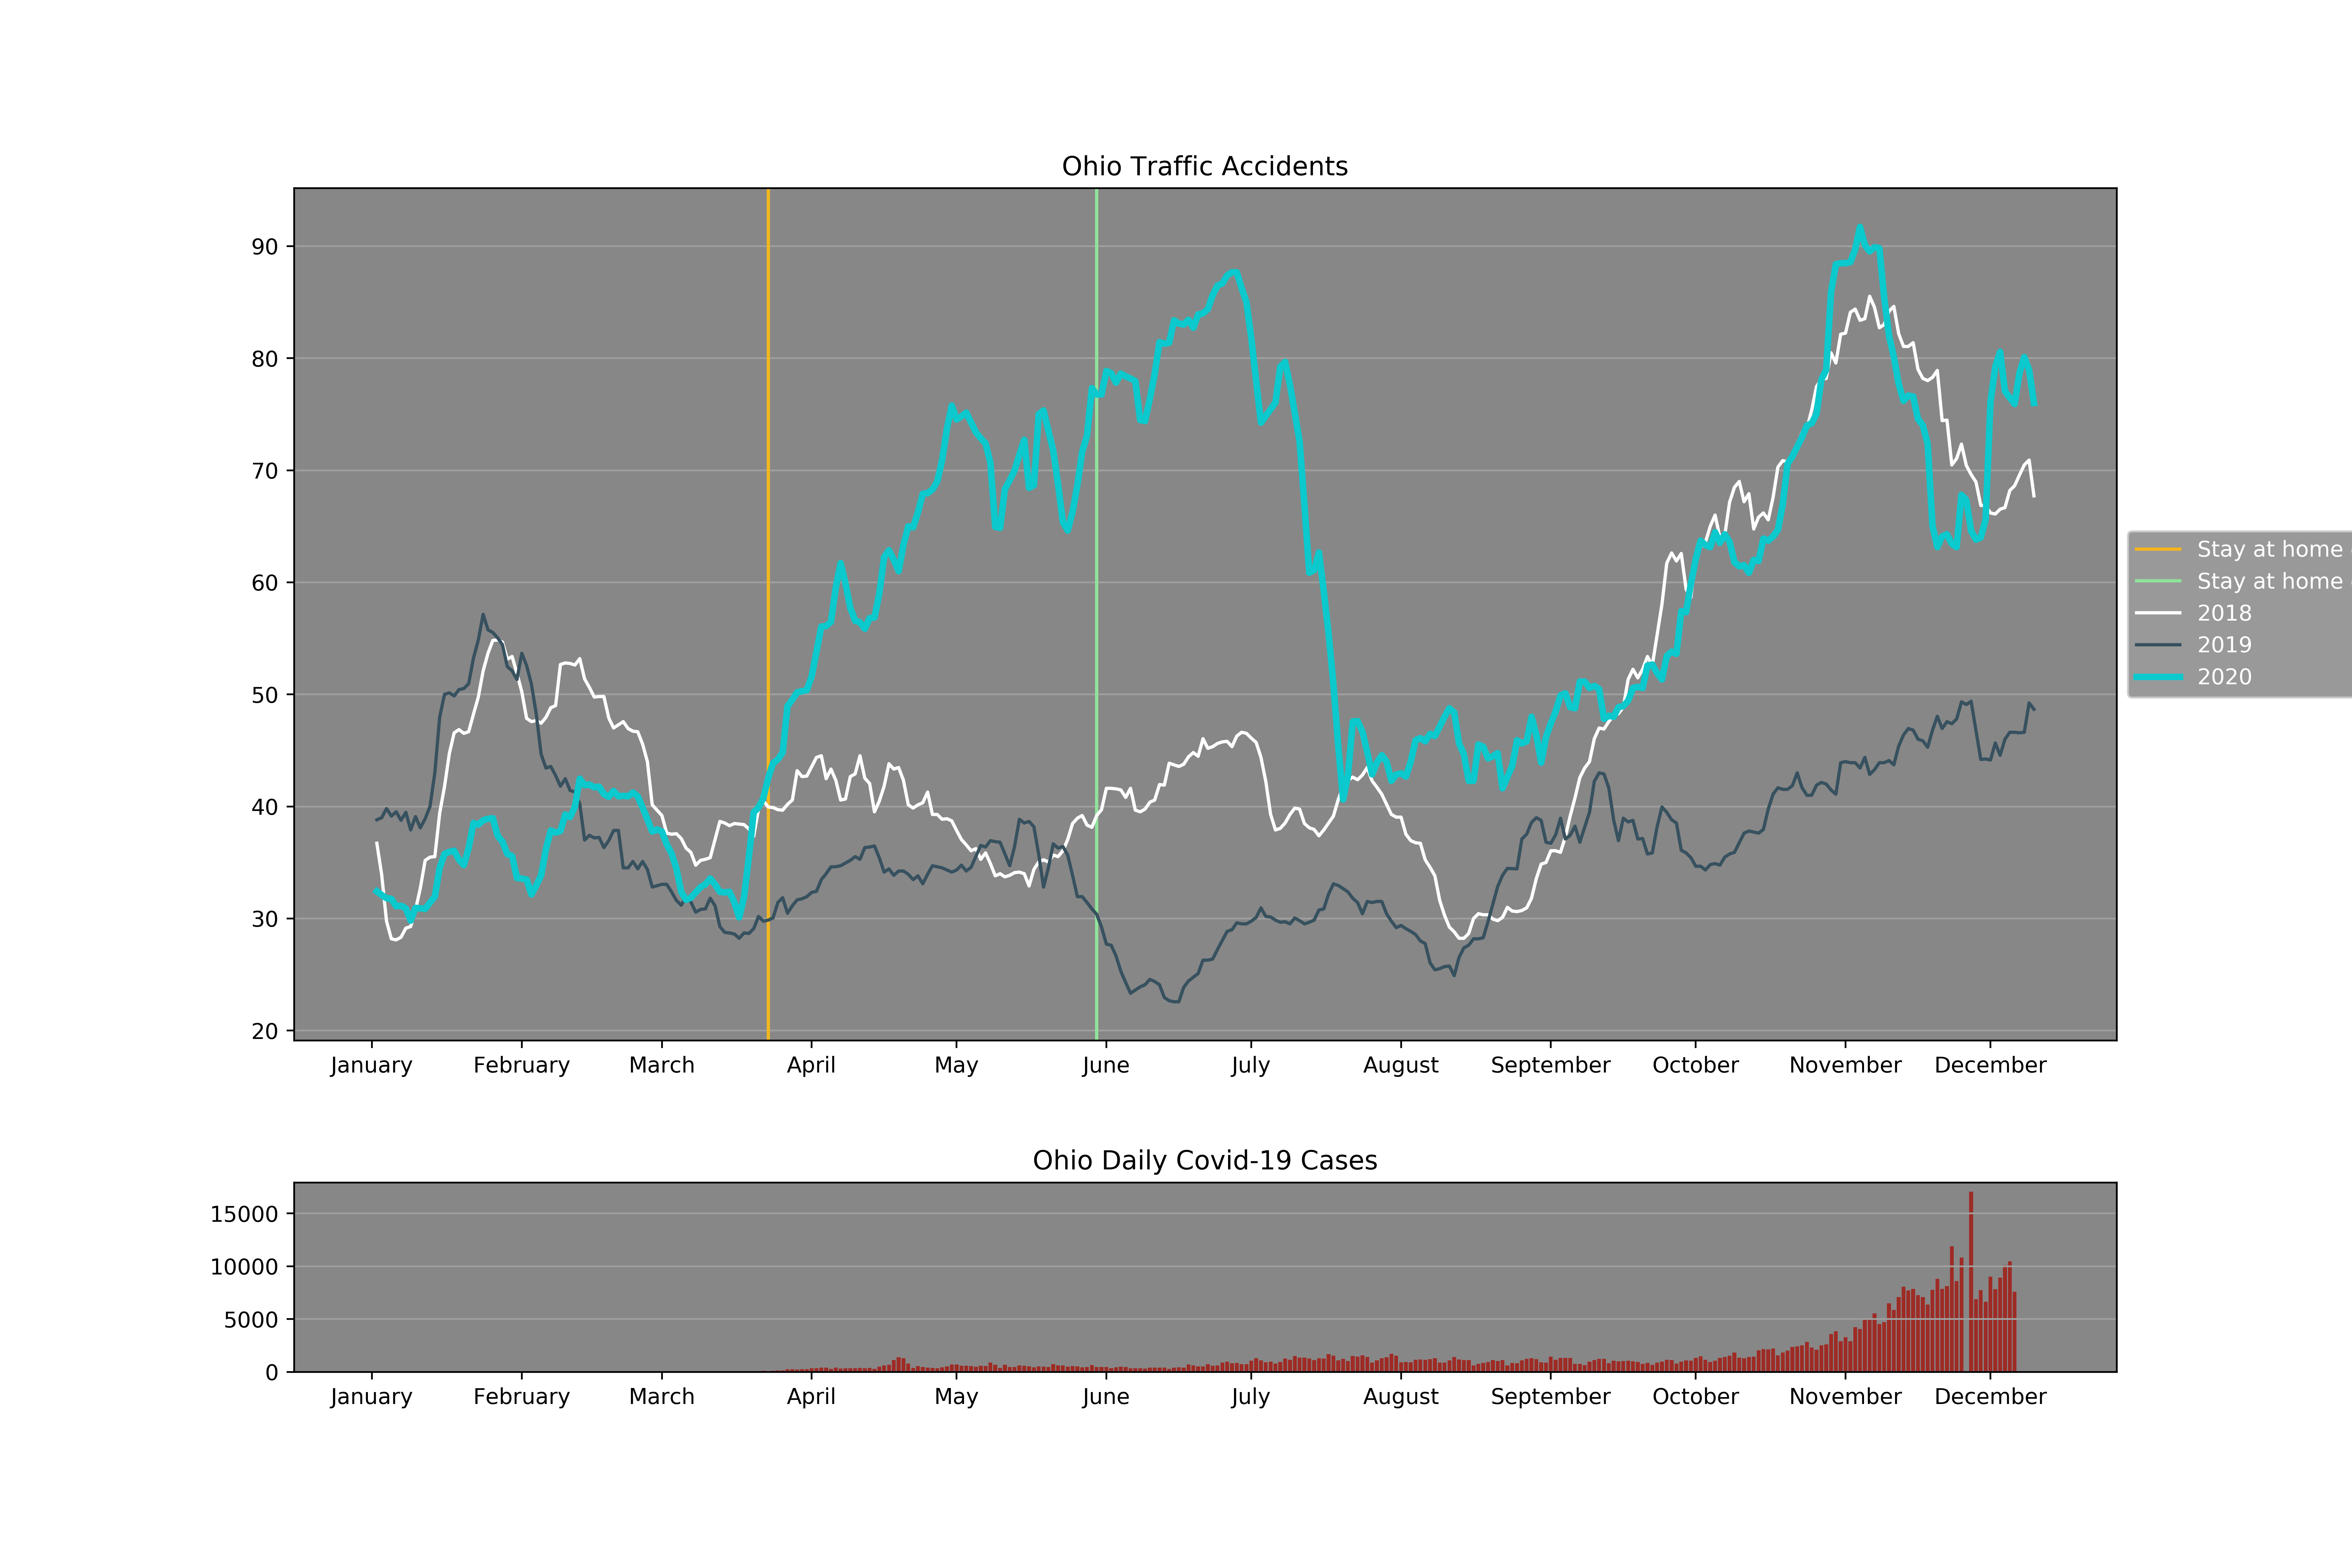 Ohio Traffic Accidents
90
80
70
60
50
40
30
20
January February March April May June July August September October November December
Stay at home
Stay at home
2018
2019
2020
Ohio Daily Covid-19 Cases
15000
10000
5000
0
January February March April May June July August September October November December